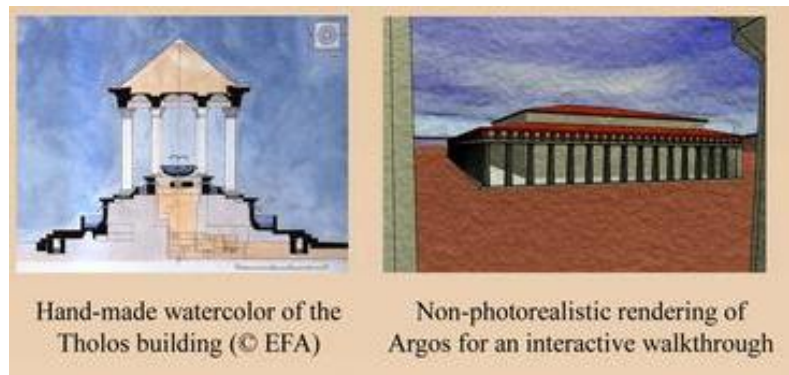 Hand-made watercolor of the
Tholos building (© EFA)
Non-photorealistic rendering of
Argos for an interactive walkthrough